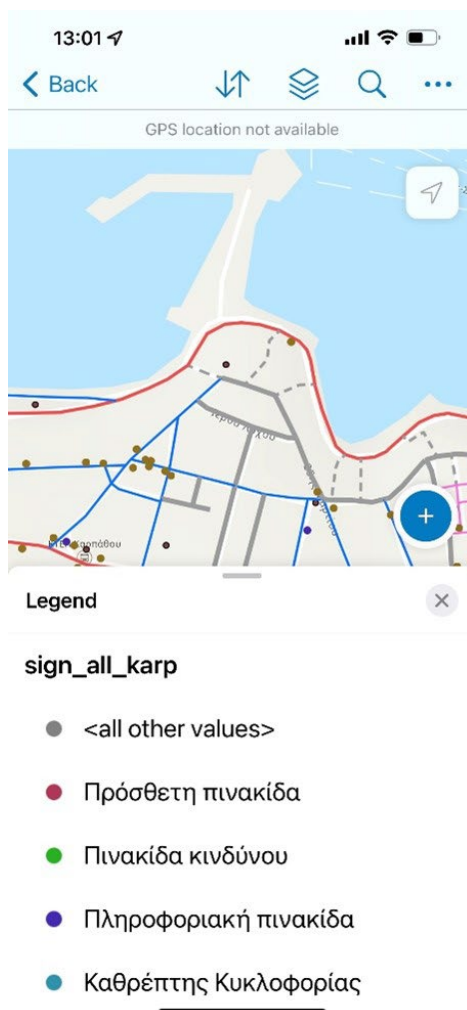 13:01
Back
GPS location not available
Καρπάθου
Legend
sign_all_karp
<all other values>
Πρόσθετη πινακίδα
Πινακίδα κινδύνου
Πληροφοριακή πινακίδα
Καθρέπτης Κυκλοφορίας